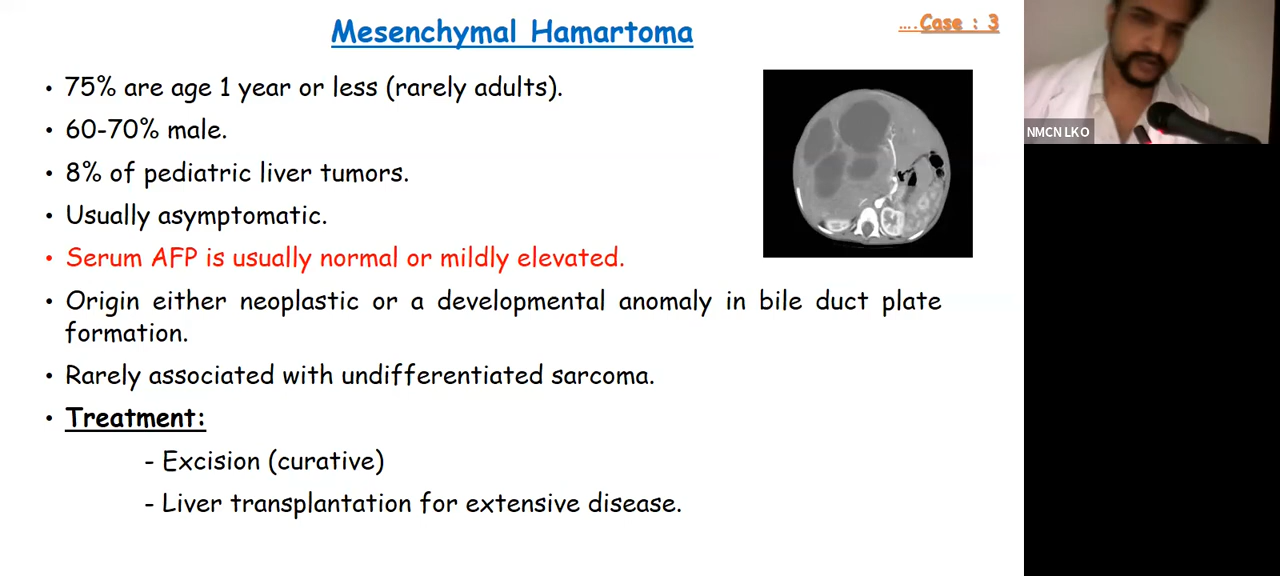 Mesenchymal Hamartoma
....Case : 3
• 75% are age 1 year or less (rarely adults).
• 60-70% male.
• 8% of pediatric liver tumors.
• Usually asymptomatic.
• Serum AFP is usually normal or mildly elevated.
• Origin either neoplastic or a developmental anomaly in bile duct plate
formation.
• Rarely associated with undifferentiated sarcoma.
• Treatment:
- Excision (curative)
- Liver transplantation for extensive disease.
NMCN LKO